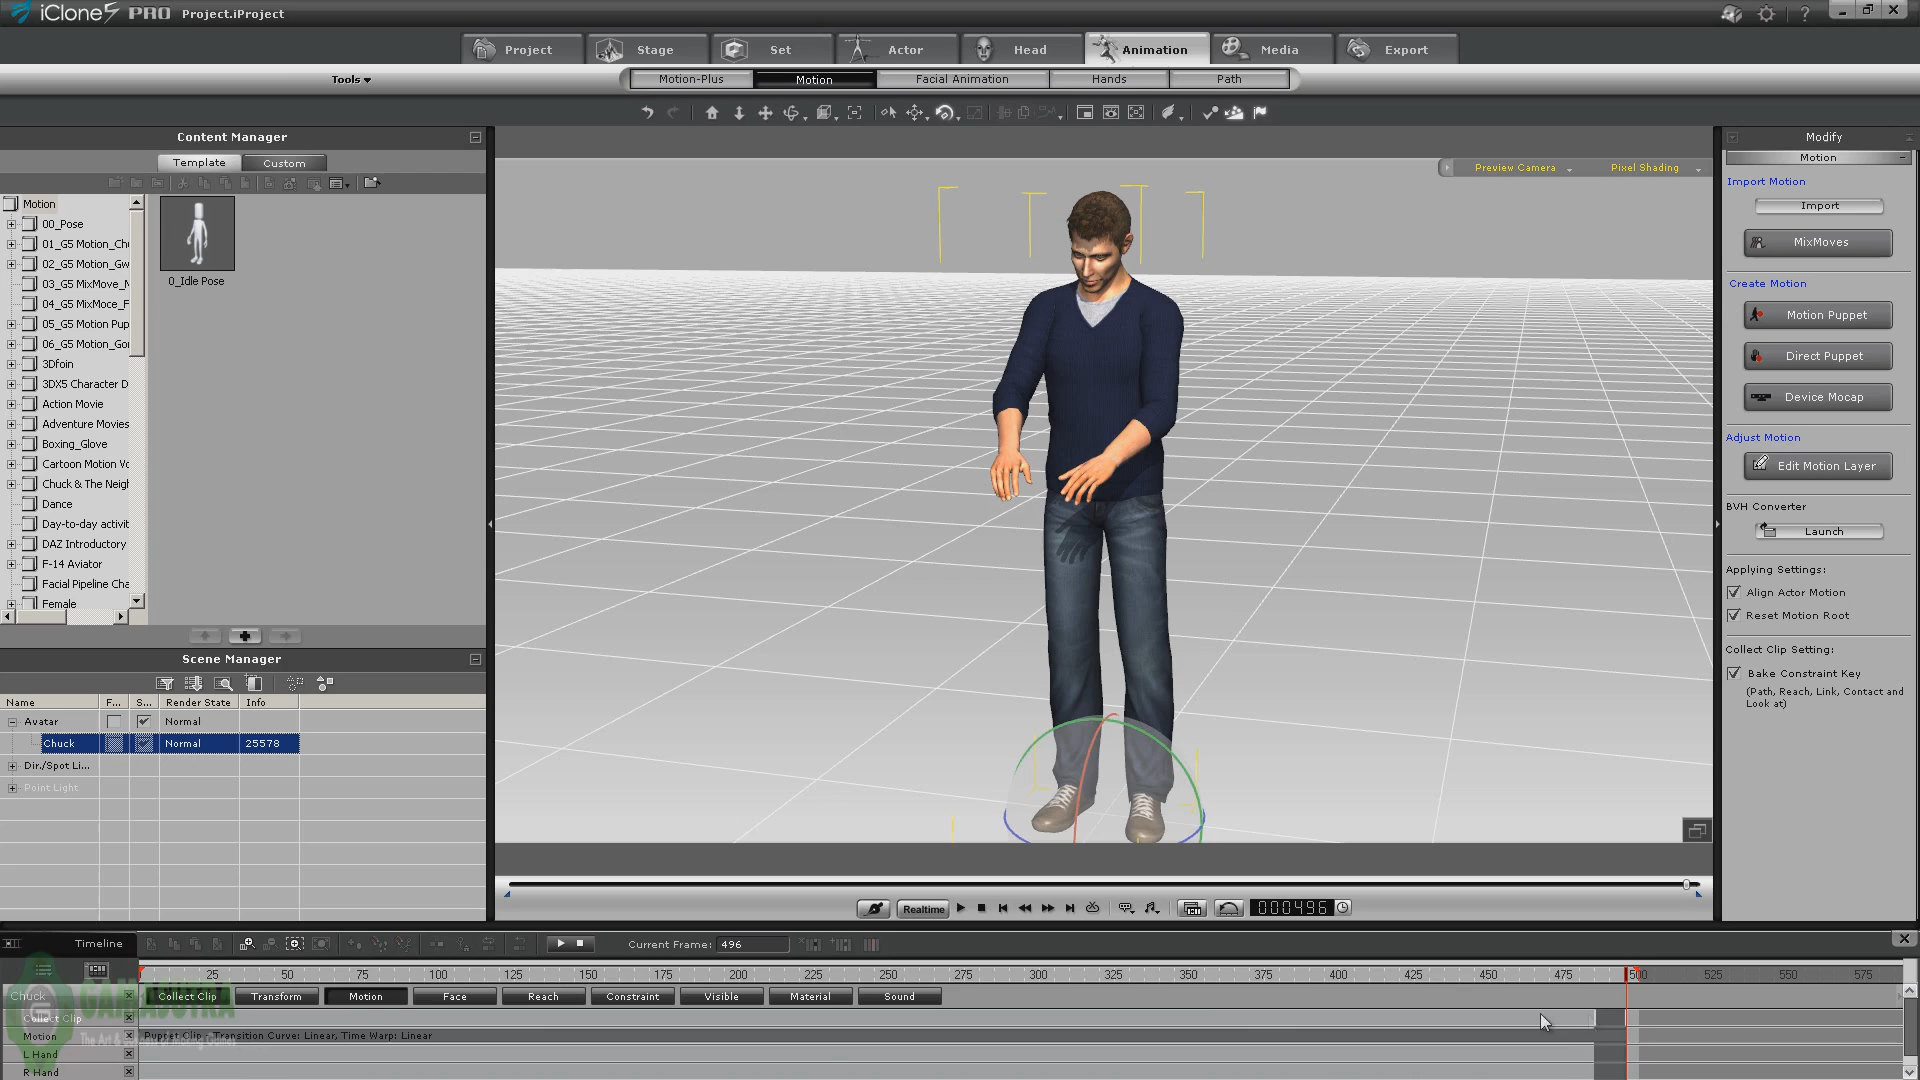 iClone5 PRO Project.iProject
Project Stage Set Actor Head Animation Media Export
Tools
Motion-Plus Motion Facial Animation Hands Path
Content Manager
Template Custom
Motion
00_Pose
01_G5 Motion_Ch
02_G5 Motion_Gw
03_G5 MixMove_
04_G5 MixMoce_F
05_G5 Motion Pup
06_G5 Motion_Gor
3Dfoin
3DX5 Character D
Action Movie
Adventure Movies
Boxing_Glove
Cartoon Motion Vo
Chuck & The Neigh
Dance
Day-to-day activit
DAZ Introductory
F-14 Aviator
Facial Pipeline Cha
Female
0_Idle Pose
Scene Manager
Name F... S... Render State Info
Avatar Normal
Chuck Normal 25578
Dir./Spot Li...
Point Light
Preview Camera Pixel Shading
Modify
Motion
Import Motion
Import
MixMoves
Create Motion
Motion Puppet
Direct Puppet
Device Mocap
Adjust Motion
Edit Motion Layer
BVH Converter
Launch
Applying Settings:
Align Actor Motion
Reset Motion Root
Collect Clip Setting:
Bake Constraint Key
(Path, Reach, Link, Contact and
Look at)
Realtime 000496
Timeline Current Frame: 496
25 50 75 100 125 150 175 200 225 250 275 300 325 350 375 400 425 450 475 500 525 550 575
Chuck Collect Clip Transform Motion Face Reach Constraint Visible Material Sound
GAMASUTRA
Collect Clip
Motion Puppet Clip - Transition Curve: Linear, Time Warp: Linear
L Hand
R Hand